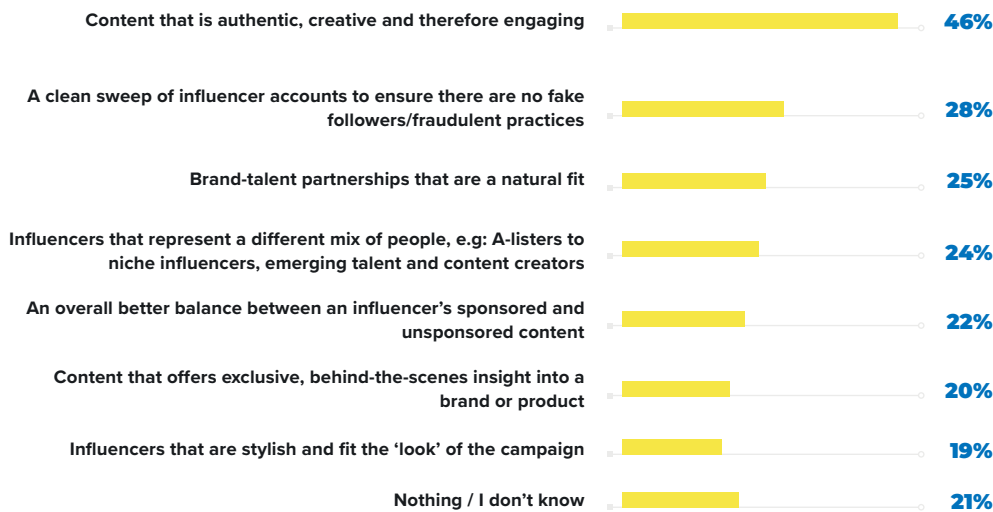 Content that is authentic, creative and therefore engaging 46%
A clean sweep of influencer accounts to ensure there are no fake
followers/fraudulent practices 28%
Brand-talent partnerships that are a natural fit 25%
Influencers that represent a different mix of people, e.g: A-listers to
niche influencers, emerging talent and content creators 24%
An overall better balance between an influencer’s sponsored and
unsponsored content 22%
Content that offers exclusive, behind-the-scenes insight into a
brand or product 20%
Influencers that are stylish and fit the ‘look’ of the campaign 19%
Nothing / I don’t know 21%